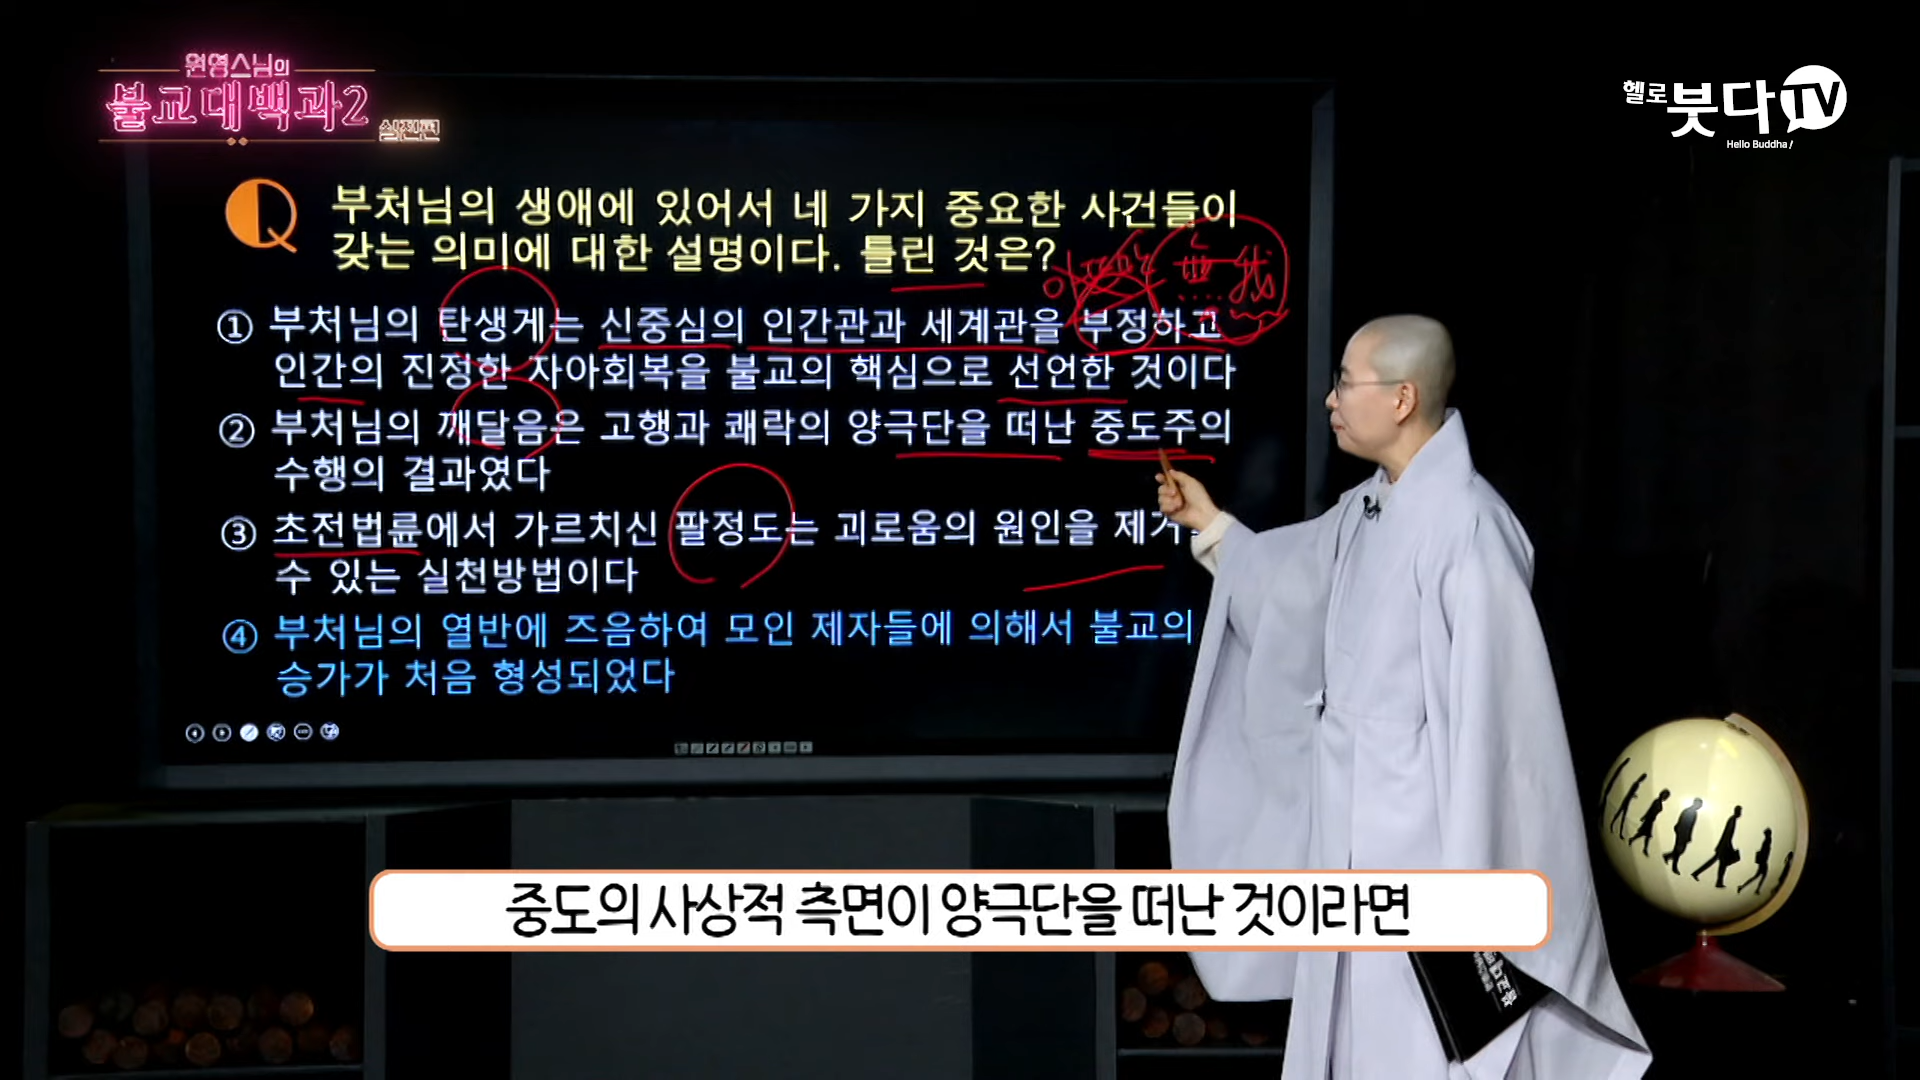 원영스님의
불교대백과2
실전편
헬로붓다TV
Hello Buddha!
Q 부처님의 생애에 있어서 네 가지 중요한 사건들이
갖는 의미에 대한 설명이다. 틀린 것은?
無我
① 부처님의 탄생게는 신중심의 인간관과 세계관을 부정하고
인간의 진정한 자아회복을 불교의 핵심으로 선언한 것이다
② 부처님의 깨달음은 고행과 쾌락의 양극단을 떠난 중도주의
수행의 결과였다
③ 초전법륜에서 가르치신 팔정도는 괴로움의 원인을 제거
수 있는 실천방법이다
④ 부처님의 열반에 즈음하여 모인 제자들에 의해서 불교의
승가가 처음 형성되었다
중도의 사상적 측면이 양극단을 떠난 것이라면